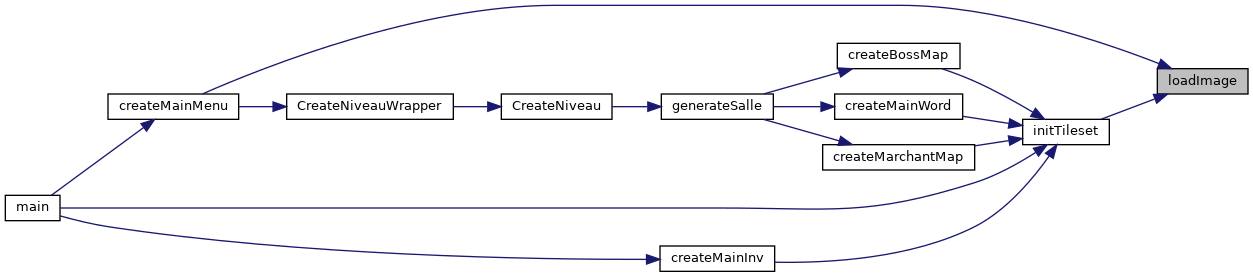 createBossMap
loadImage
createMainMenu
CreateNiveauWrapper
CreateNiveau
generateSalle
createMainWord
initTileset
createMarchantMap
main
createMainInv